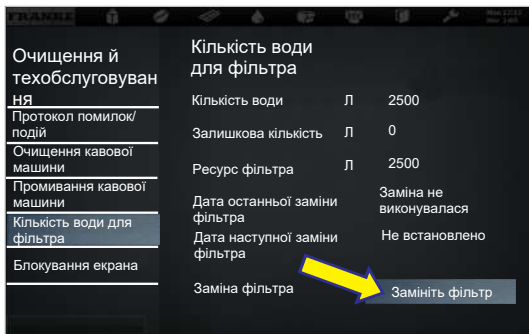 FRANKE
Очищення й
техобслуговуван
ня
Протокол помилок/
подій
Очищення кавової
машини
Промивання кавової
машини
Кількість води для
фільтра
Блокування екрана
Кількість води
для фільтра
Кількість води Л 2500
Залишкова кількість Л 0
Ресурс фільтра Л 2500
Дата останньої заміни
фільтра
Заміна не
виконувалася
Дата наступної заміни
фільтра
Не встановлено
Заміна фільтра
Замініть фільтр